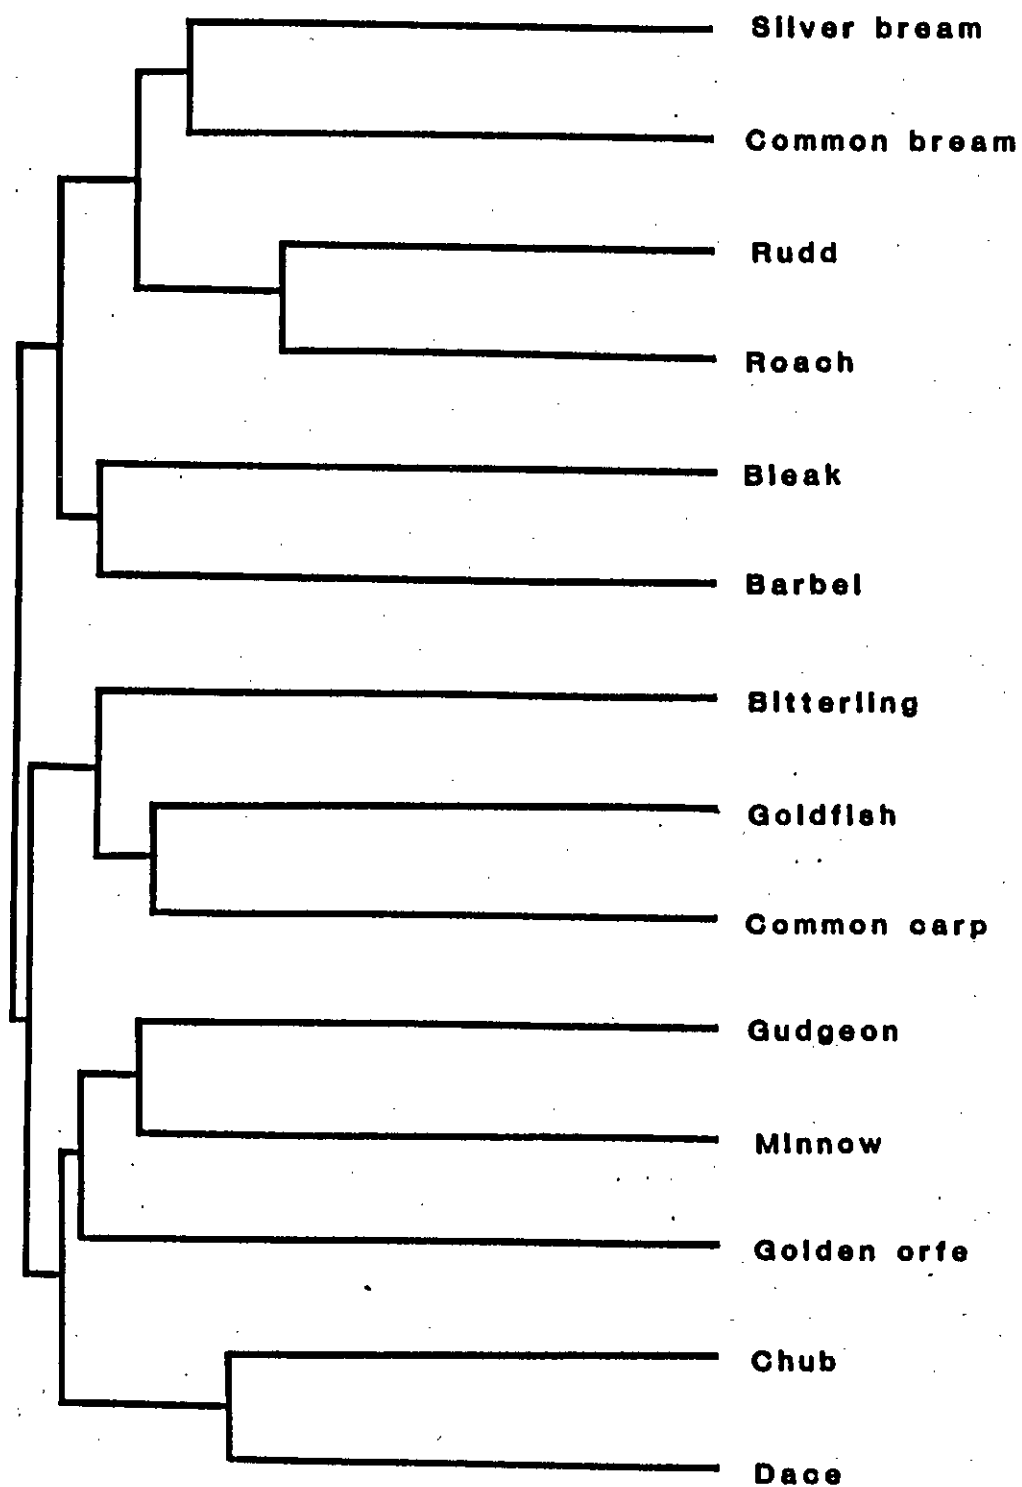 Silver bream
Common bream
Rudd
Roach
Bleak
Barbel
Bitterling
Goldfish
Common carp
Gudgeon
Minnow
Golden orfe
Chub
Dace